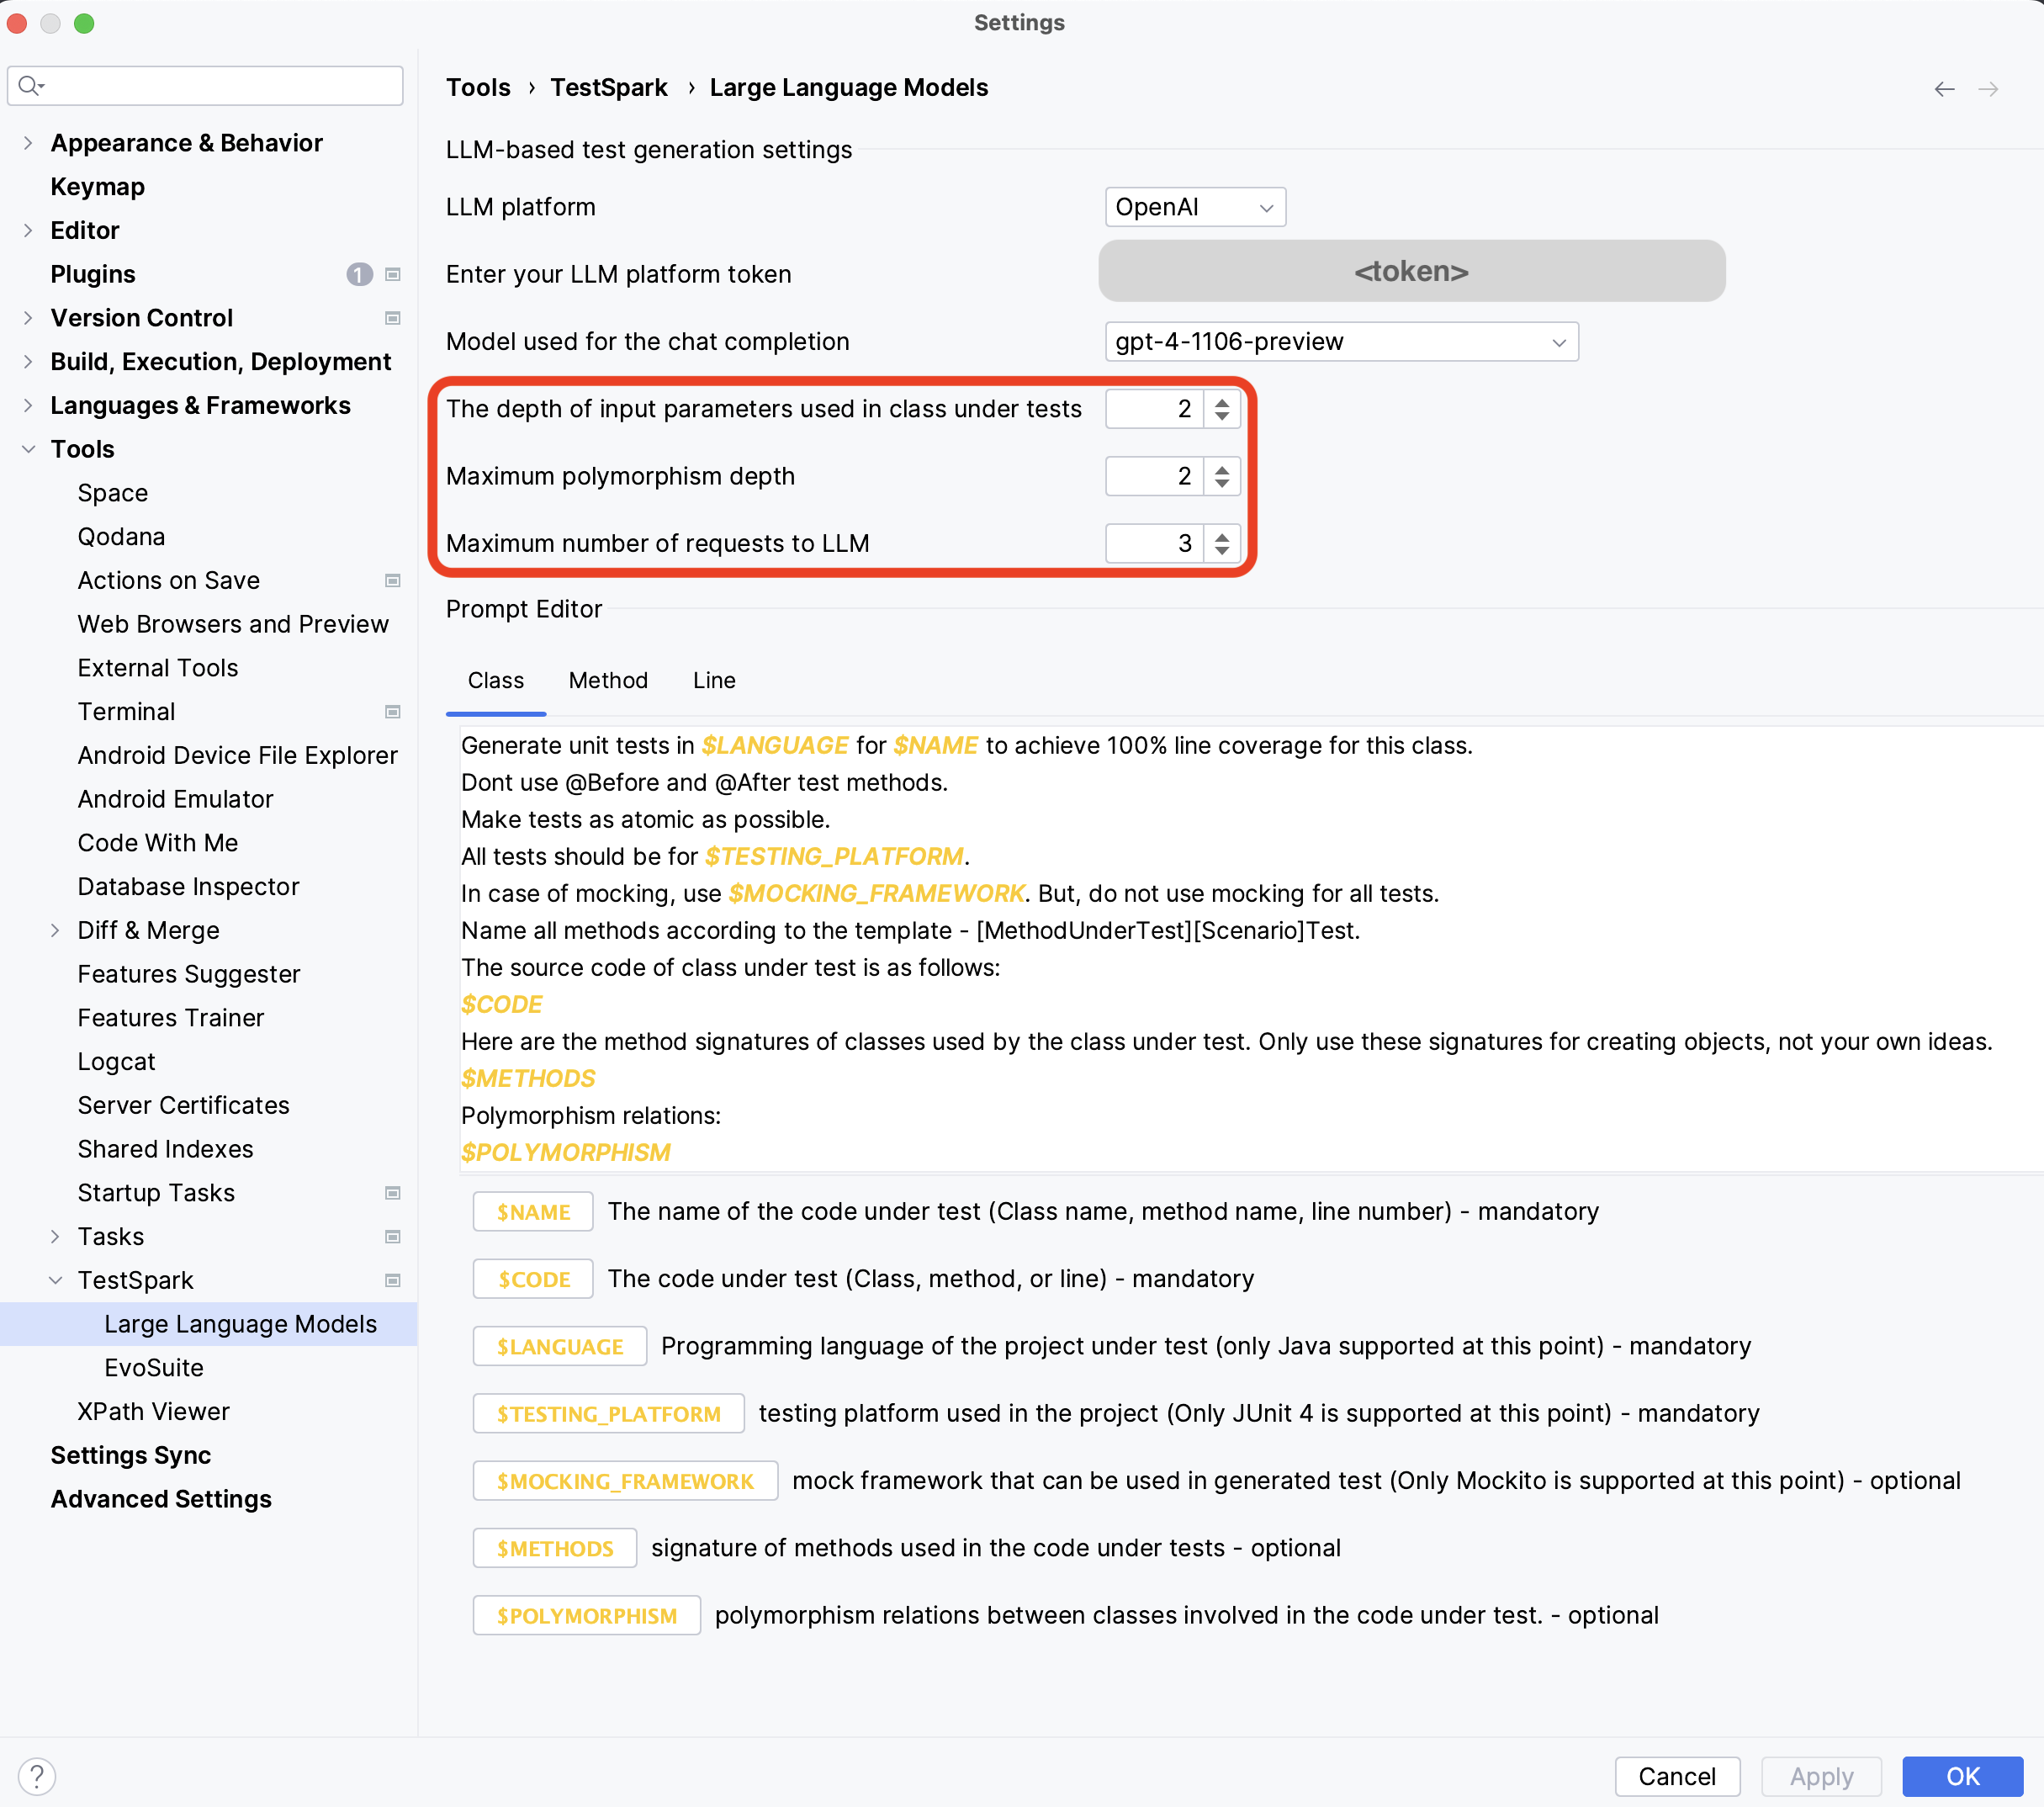 Settings
Appearance & Behavior
Keymap
Editor
Plugins 1
Version Control
Build, Execution, Deployment
Languages & Frameworks
Tools
Space
Qodana
Actions on Save
Web Browsers and Preview
External Tools
Terminal
Android Device File Explorer
Android Emulator
Code With Me
Database Inspector
Diff & Merge
Features Suggester
Features Trainer
Logcat
Server Certificates
Shared Indexes
Startup Tasks
Tasks
TestSpark
Large Language Models
EvoSuite
XPath Viewer
Settings Sync
Advanced Settings
Tools › TestSpark › Large Language Models
LLM-based test generation settings
LLM platform OpenAI
Enter your LLM platform token <token>
Model used for the chat completion gpt-4-1106-preview
The depth of input parameters used in class under tests 2
Maximum polymorphism depth 2
Maximum number of requests to LLM 3
Prompt Editor
Class Method Line
Generate unit tests in $LANGUAGE for $NAME to achieve 100% line coverage for this class.
Dont use @Before and @After test methods.
Make tests as atomic as possible.
All tests should be for $TESTING_PLATFORM.
In case of mocking, use $MOCKING_FRAMEWORK. But, do not use mocking for all tests.
Name all methods according to the template - [MethodUnderTest][Scenario]Test.
The source code of class under test is as follows:
$CODE
Here are the method signatures of classes used by the class under test. Only use these signatures for creating objects, not your own ideas.
$METHODS
Polymorphism relations:
$POLYMORPHISM
$NAME The name of the code under test (Class name, method name, line number) - mandatory
$CODE The code under test (Class, method, or line) - mandatory
$LANGUAGE Programming language of the project under test (only Java supported at this point) - mandatory
$TESTING_PLATFORM testing platform used in the project (Only JUnit 4 is supported at this point) - mandatory
$MOCKING_FRAMEWORK mock framework that can be used in generated test (Only Mockito is supported at this point) - optional
$METHODS signature of methods used in the code under tests - optional
$POLYMORPHISM polymorphism relations between classes involved in the code under test. - optional
? Cancel Apply OK